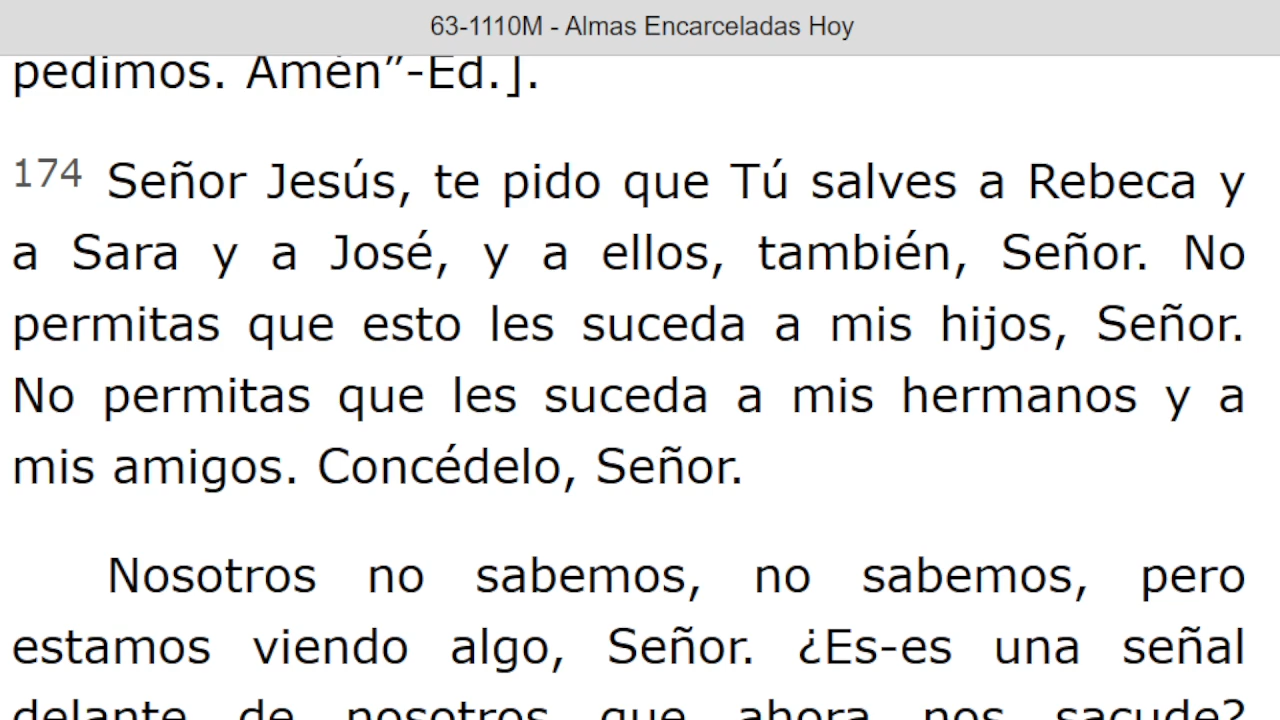 63-1110M - Almas Encarceladas Hoy
pedimos. Amén”-Ed.].
174 Señor Jesús, te pido que Tú salves a Rebeca y
a Sara y a José, y a ellos, también, Señor. No
permitas que esto les suceda a mis hijos, Señor.
No permitas que les suceda a mis hermanos y a
mis amigos. Concédelo, Señor.
Nosotros no sabemos, no sabemos, pero
estamos viendo algo, Señor. ¿Es-es una señal
delante de nosotros que ahora nos sacude?